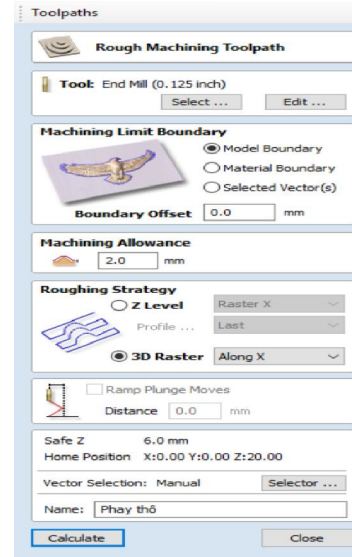 Toolpaths
Rough Machining Toolpath
Tool: End Mill (0.125 inch)
Select ... Edit ...
Machining Limit Boundary
Model Boundary
Material Boundary
Selected Vector(s)
Boundary Offset 0.0 mm
Machining Allowance
2.0 mm
Roughing Strategy
Z Level Raster X
Profile ... Last
3D Raster Along X
Ramp Plunge Moves
Distance 0.0 mm
Safe Z 6.0 mm
Home Position X:0.00 Y:0.00 Z:20.00
Vector Selection: Manual Selector ...
Name: Phay thô
Calculate Close